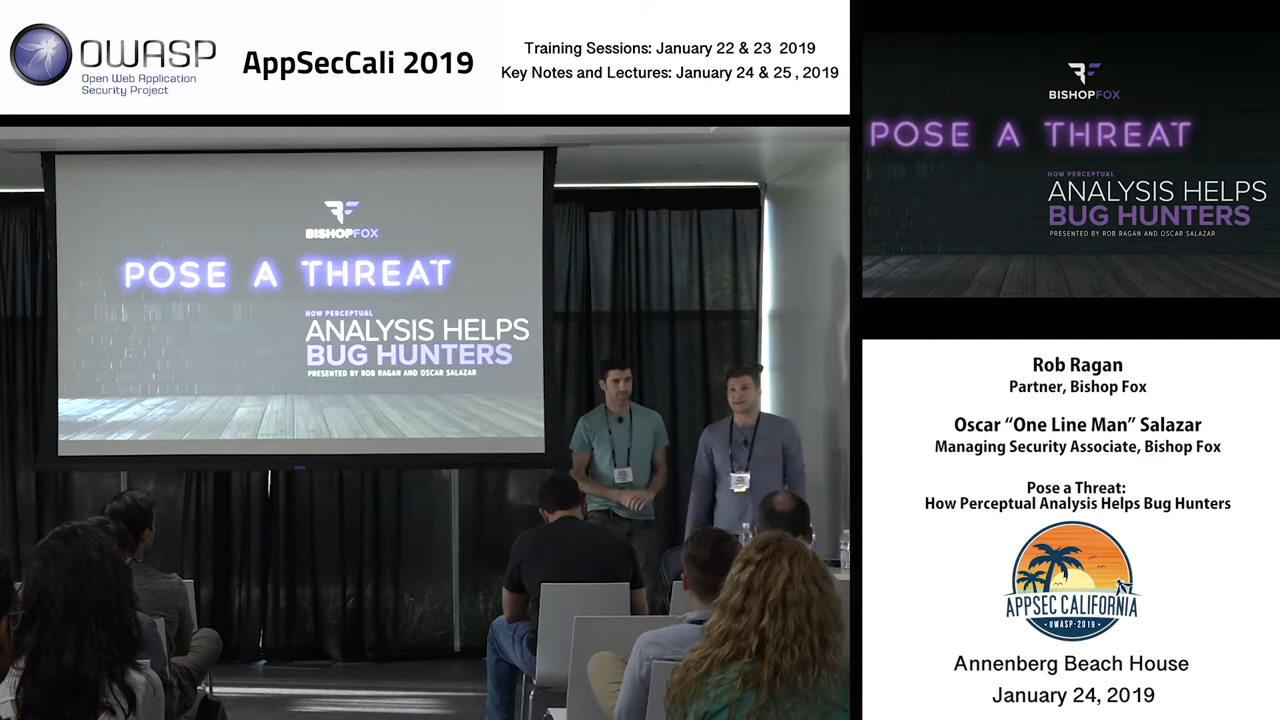 OWASP
Open Web Application
Security Project
AppSecCali 2019
Training Sessions: January 22 & 23 2019
Key Notes and Lectures: January 24 & 25 , 2019
BISHOPFOX
POSE A THREAT
HOW PERCEPTUAL
ANALYSIS HELPS
BUG HUNTERS
PRESENTED BY ROB RAGAN AND OSCAR SALAZAR
BISHOPFOX
POSE A THREAT
HOW PERCEPTUAL
ANALYSIS HELPS
BUG HUNTERS
PRESENTED BY ROB RAGAN AND OSCAR SALAZAR
Rob Ragan
Partner, Bishop Fox
Oscar “One Line Man” Salazar
Managing Security Associate, Bishop Fox
Pose a Threat:
How Perceptual Analysis Helps Bug Hunters
APPSEC CALIFORNIA
• OWASP-2019 •
Annenberg Beach House
January 24, 2019